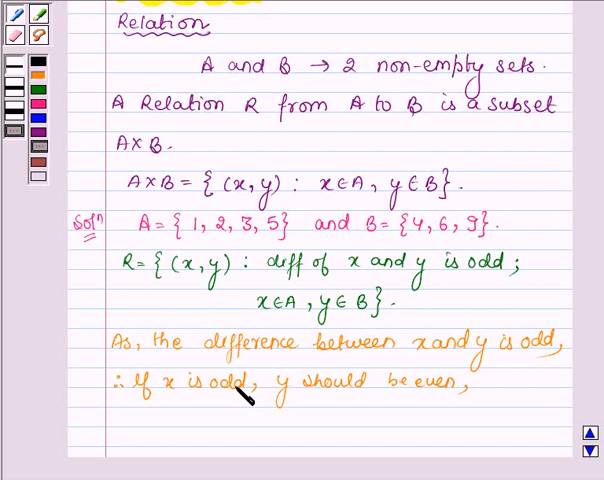 Relation
A and B → 2 non-empty sets.
A Relation R from A to B is a subset
A×B.
A×B = { (x, y) : x∈A, y∈B}.
Solⁿ A = { 1, 2, 3, 5} and B = {4, 6, 9}.
R = { (x, y) : diff of x and y is odd ;
x∈A, y∈B}.
As, the difference between x and y is odd,
∴ If x is odd, y should be even,